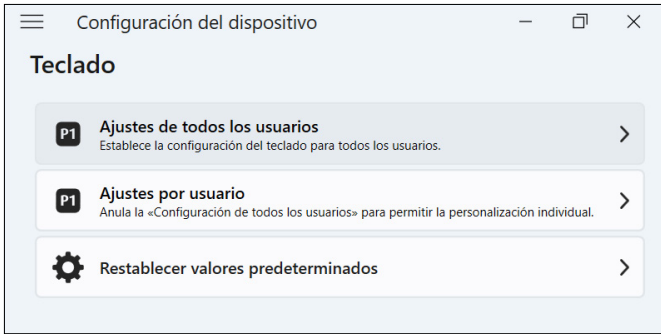 Configuración del dispositivo
Teclado
P1
Ajustes de todos los usuarios
Establece la configuración del teclado para todos los usuarios.
P1
Ajustes por usuario
Anula la «Configuración de todos los usuarios» para permitir la personalización individual.
Restablecer valores predeterminados